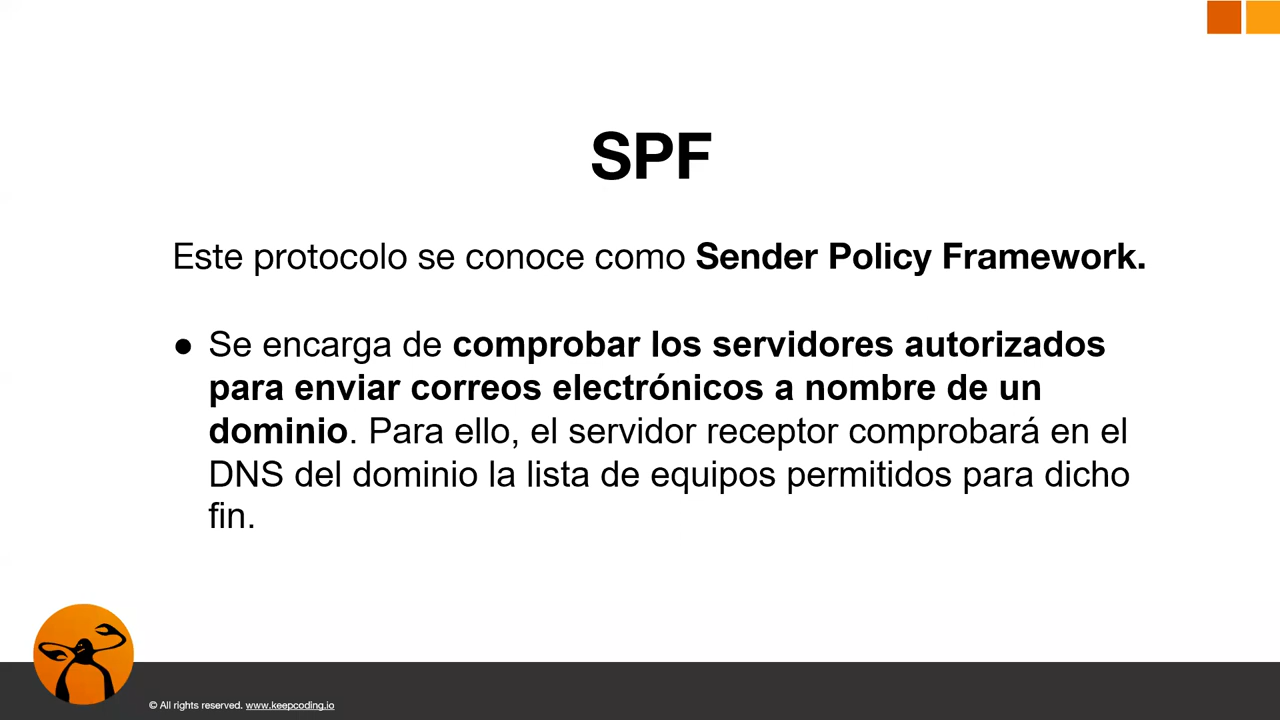 SPF
Este protocolo se conoce como Sender Policy Framework.
● Se encarga de comprobar los servidores autorizados
para enviar correos electrónicos a nombre de un
dominio. Para ello, el servidor receptor comprobará en el
DNS del dominio la lista de equipos permitidos para dicho
fin.
© All rights reserved. www.keepcoding.io